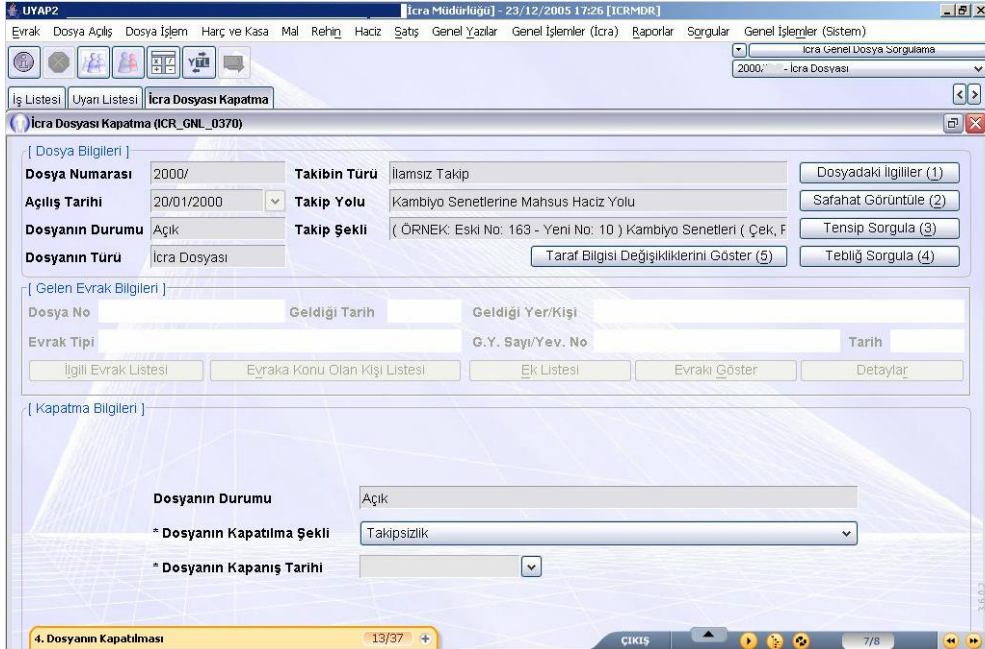 UYAP2 İcra Müdürlüğü] - 23/12/2005 17:26 [ICRMDR]
Evrak Dosya Açılış Dosya İşlem Harç ve Kasa Mal Rehin Haciz Satış Genel Yazılar Genel İşlemler (İcra) Raporlar Sorgular Genel İşlemler (Sistem)
İcra Genel Dosya Sorgulama
2000/ - İcra Dosyası
İş Listesi Uyarı Listesi İcra Dosyası Kapatma
İcra Dosyası Kapatma (ICR_GNL_0370)
[ Dosya Bilgileri ]
Dosya Numarası 2000/ Takibin Türü İlamsız Takip Dosyadaki İlgililer (1)
Açılış Tarihi 20/01/2000 Takip Yolu Kambiyo Senetlerine Mahsus Haciz Yolu Safahat Görüntüle (2)
Dosyanın Durumu Açık Takip Şekli ( ÖRNEK: Eski No: 163 - Yeni No: 10 ) Kambiyo Senetleri ( Çek, P Tensip Sorgula (3)
Dosyanın Türü İcra Dosyası Taraf Bilgisi Değişikliklerini Göster (5) Tebliğ Sorgula (4)
[ Gelen Evrak Bilgileri ]
Dosya No Geldiği Tarih Geldiği Yer/Kişi
Evrak Tipi G.Y. Sayı/Yev. No Tarih
İlgili Evrak Listesi Evraka Konu Olan Kişi Listesi Ek Listesi Evrakı Göster Detaylar
[ Kapatma Bilgileri ]
Dosyanın Durumu Açık
* Dosyanın Kapatılma Şekli Takipsizlik
* Dosyanın Kapanış Tarihi
3.6.0.2
4. Dosyanın Kapatılması 13/37 + ÇIKIŞ 7/8